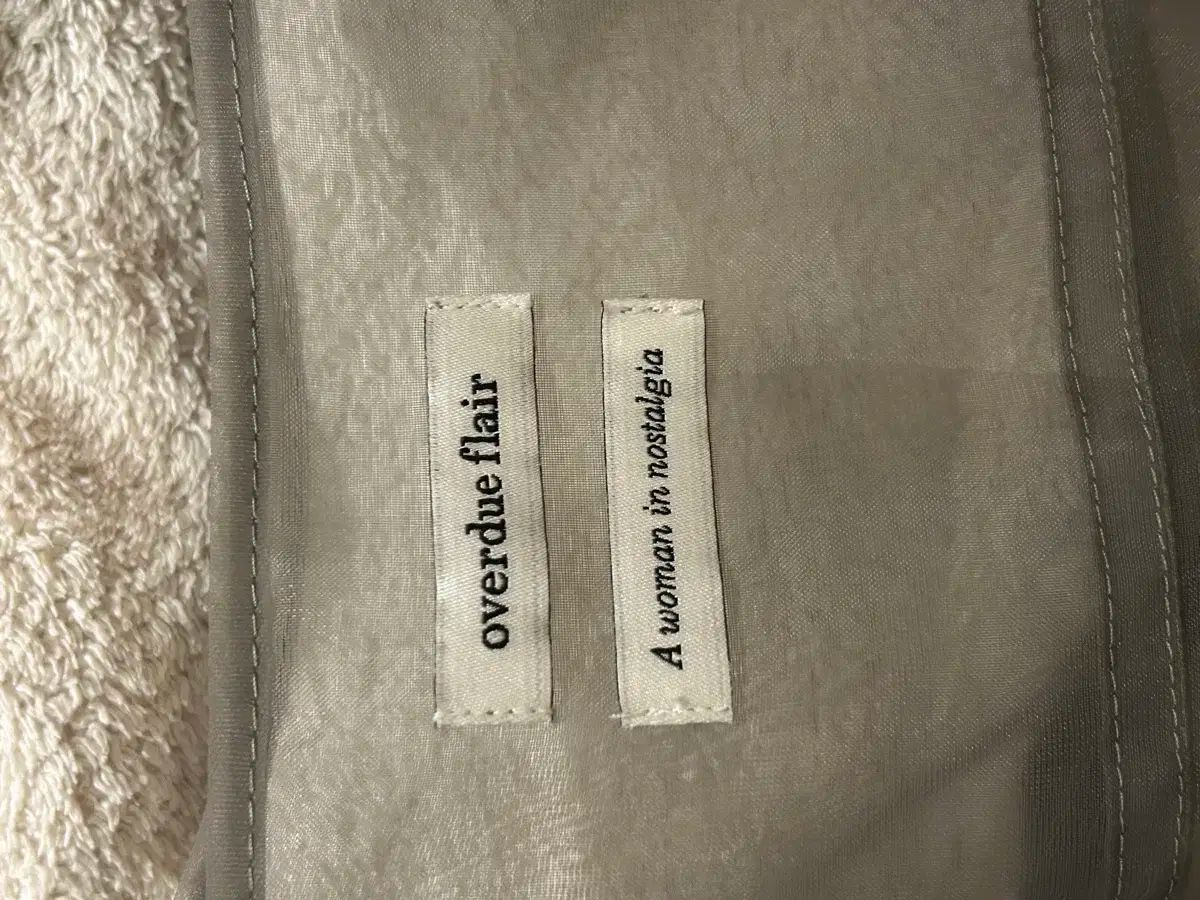 overdue flair
A woman in nostalgia